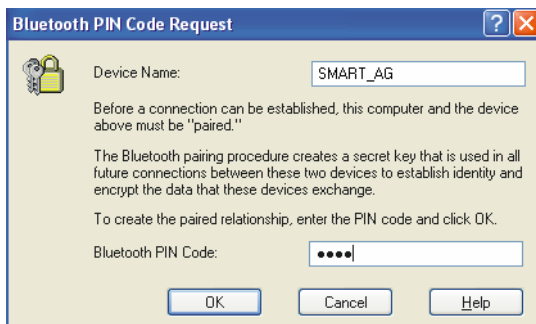 Bluetooth PIN Code Request
Device Name: SMART_AG
Before a connection can be established, this computer and the device
above must be "paired."
The Bluetooth pairing procedure creates a secret key that is used in all
future connections between these two devices to establish identity and
encrypt the data that these devices exchange.
To create the paired relationship, enter the PIN code and click OK.
Bluetooth PIN Code: ••••
OK Cancel Help